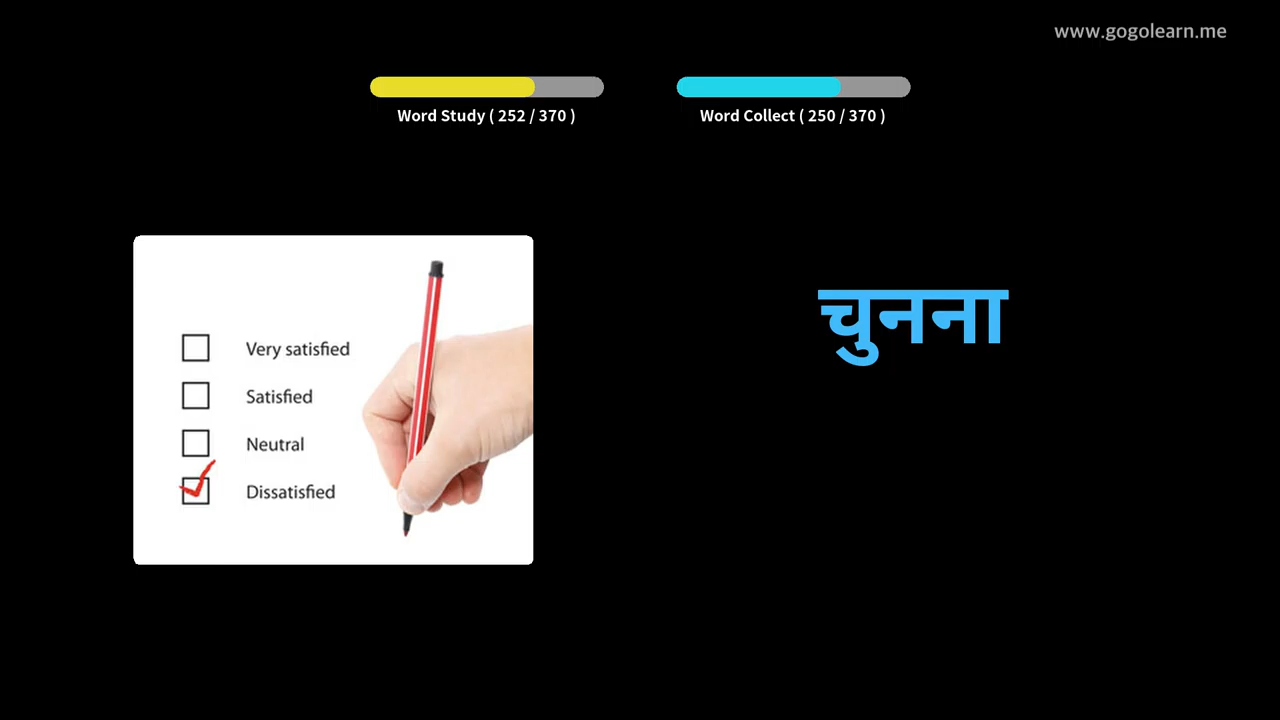 www.gogolearn.me
Word Study ( 252 / 370 )
Word Collect ( 250 / 370 )
Very satisfied
Satisfied
Neutral
Dissatisfied
चुनना